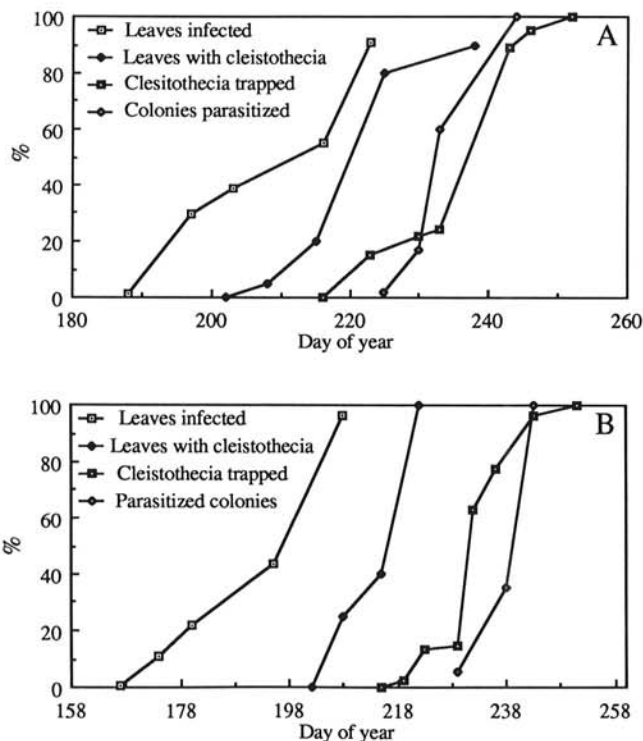 100
80
60
40
20
0
%
Leaves infected
Leaves with cleistothecia
Clesitothecia trapped
Colonies parasitized
A
180 200 220 240 260
Day of year
100
80
60
40
20
0
%
Leaves infected
Leaves with cleistothecia
Cleistothecia trapped
Parasitized colonies
B
158 178 198 218 238 258
Day of year